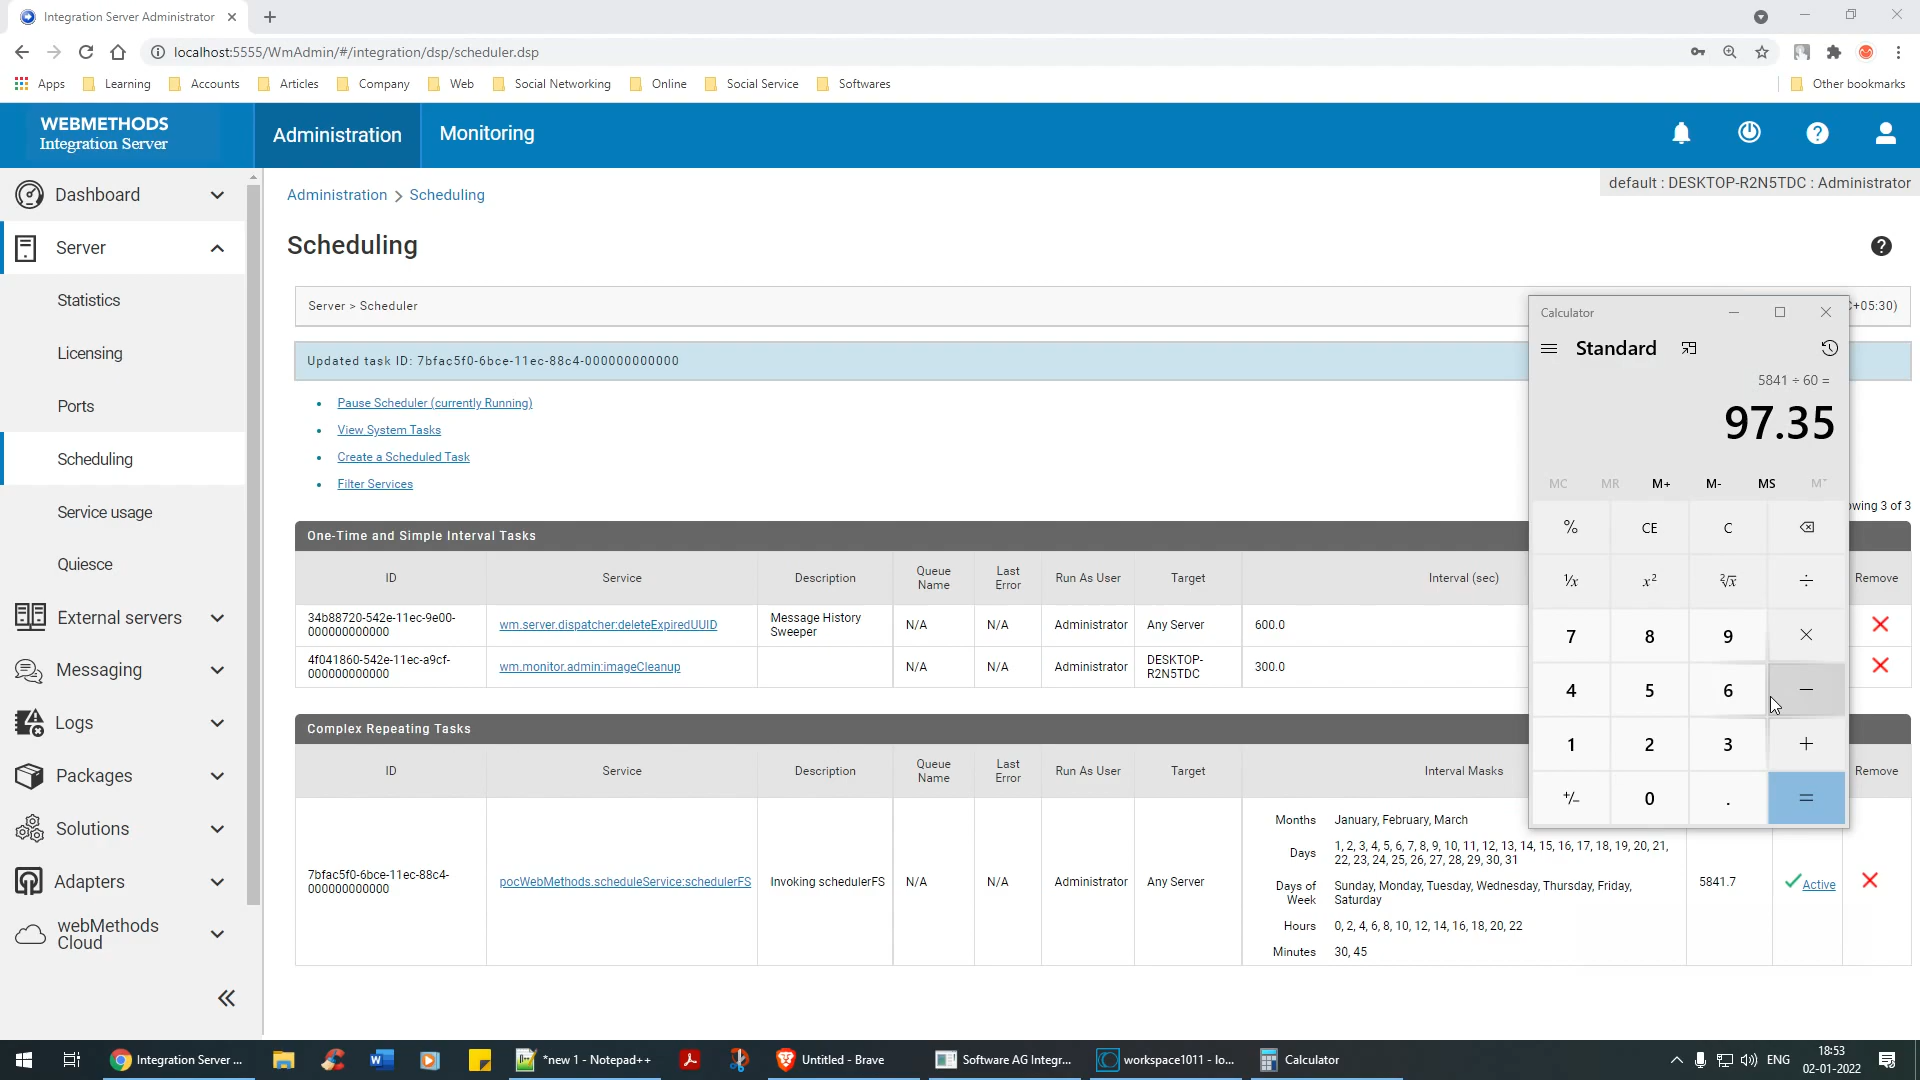 Integration Server Administrator
localhost:5555/WmAdmin/#/integration/dsp/scheduler.dsp
Apps Learning Accounts Articles Company Web Social Networking Online Social Service Softwares Other bookmarks
WEBMETHODS
Integration Server
Administration Monitoring
default : DESKTOP-R2N5TDC : Administrator
Dashboard
Server
Statistics
Licensing
Ports
Scheduling
Service usage
Quiesce
External servers
Messaging
Logs
Packages
Solutions
Adapters
webMethods
Cloud
Administration > Scheduling
Scheduling
Server > Scheduler
+05:30)
Updated task ID: 7bfac5f0-6bce-11ec-88c4-000000000000
Pause Scheduler (currently Running)
View System Tasks
Create a Scheduled Task
Filter Services
wing 3 of 3
One-Time and Simple Interval Tasks
ID Service Description Queue Name Last Error Run As User Target Interval (sec) Remove
34b88720-542e-11ec-9e00-000000000000 wm.server.dispatcher:deleteExpiredUUID Message History Sweeper N/A N/A Administrator Any Server 600.0
4f041860-542e-11ec-a9cf-000000000000 wm.monitor.admin:imageCleanup N/A N/A Administrator DESKTOP-R2N5TDC 300.0
Complex Repeating Tasks
ID Service Description Queue Name Last Error Run As User Target Interval Masks Remove
7bfac5f0-6bce-11ec-88c4-000000000000 pocWebMethods.scheduleService:schedulerFS Invoking schedulerFS N/A N/A Administrator Any Server
Months January, February, March
Days 1, 2, 3, 4, 5, 6, 7, 8, 9, 10, 11, 12, 13, 14, 15, 16, 17, 18, 19, 20, 21,
22, 23, 24, 25, 26, 27, 28, 29, 30, 31
Days of Week Sunday, Monday, Tuesday, Wednesday, Thursday, Friday,
Saturday
Hours 0, 2, 4, 6, 8, 10, 12, 14, 16, 18, 20, 22
Minutes 30, 45
5841.7 Active
Calculator
Standard
5841 ÷ 60 =
97.35
MC MR M+ M- MS M˅
% CE C
¹/x x² ²√x ÷
7 8 9 ×
4 5 6 −
1 2 3 +
+/− 0 . =
Integration Server ... *new 1 - Notepad++ Untitled - Brave Software AG Integr... workspace1011 - lo... Calculator ENG
18:53
02-01-2022